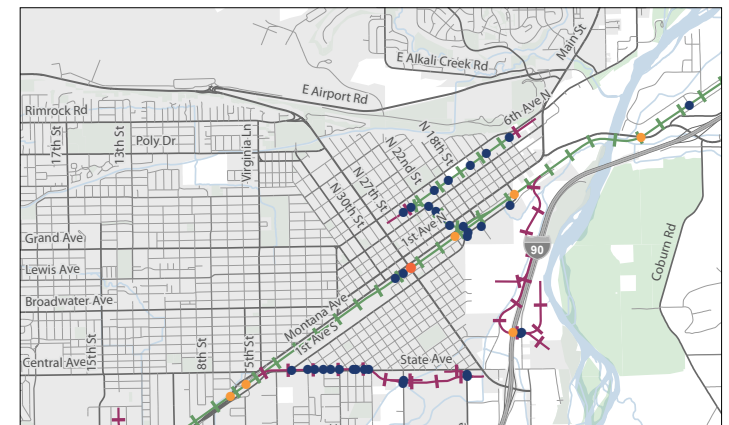 Main St
E Alkali Creek Rd
E Airport Rd
6th Ave N
Rimrock Rd
17th St
13th St
Poly Dr
Virginia Ln
N 18th St
N 22nd St
N 27th St
N 30th St
1st Ave N
Grand Ave
Lewis Ave
Broadwater Ave
90
Coburn Rd
Montana Ave
1st Ave S
15th St
8th St
5th St
Central Ave
State Ave